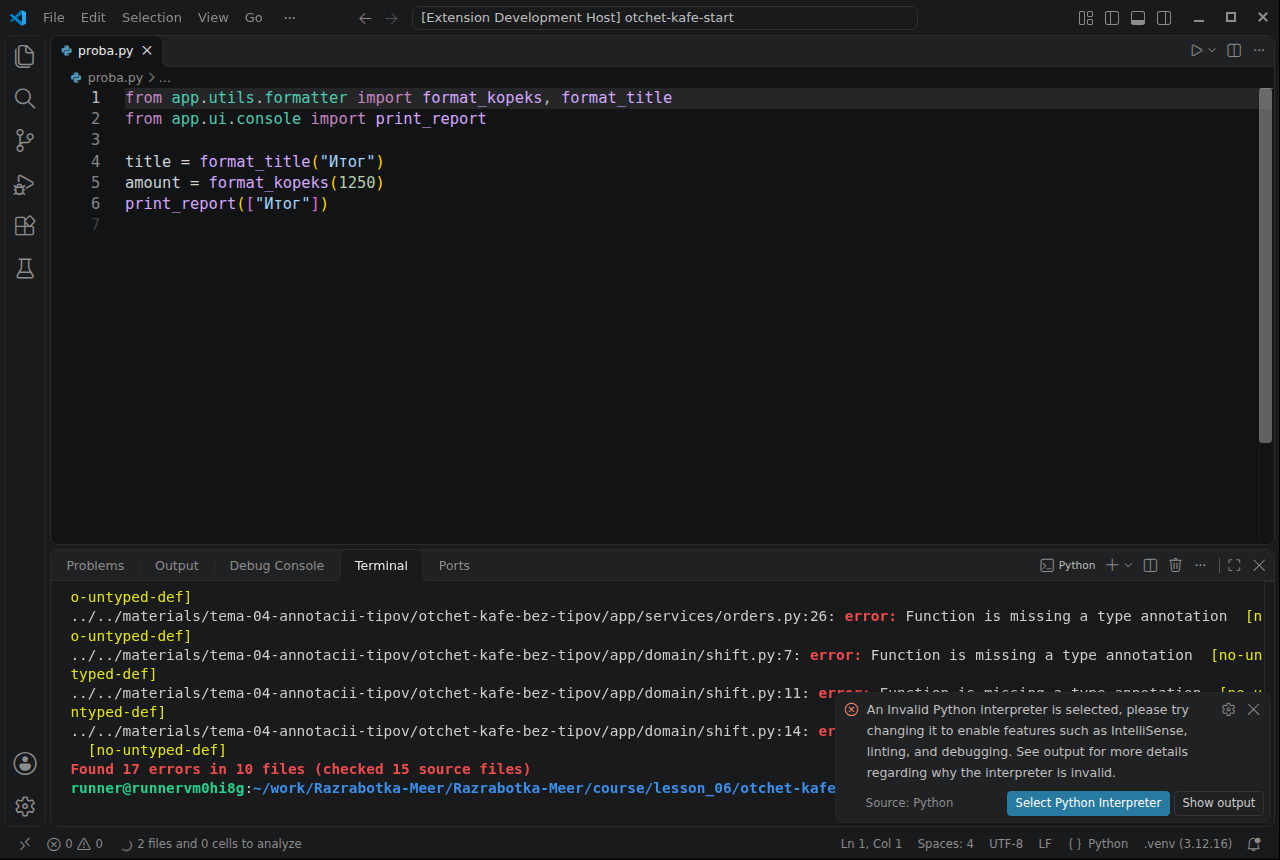 File Edit Selection View Go ··· [Extension Development Host] otchet-kafe-start
proba.py
proba.py > ...
1 from app.utils.formatter import format_kopeks, format_title
2 from app.ui.console import print_report
3
4 title = format_title("Итог")
5 amount = format_kopeks(1250)
6 print_report(["Итог"])
7
Problems Output Debug Console Terminal Ports Python
o-untyped-def]
../../materials/tema-04-annotacii-tipov/otchet-kafe-bez-tipov/app/services/orders.py:26: error: Function is missing a type annotation [n
o-untyped-def]
../../materials/tema-04-annotacii-tipov/otchet-kafe-bez-tipov/app/domain/shift.py:7: error: Function is missing a type annotation [no-un
typed-def]
../../materials/tema-04-annotacii-tipov/otchet-kafe-bez-tipov/app/domain/shift.py:11: error: Function is missing a type annotation [no-u
ntyped-def]
../../materials/tema-04-annotacii-tipov/otchet-kafe-bez-tipov/app/domain/shift.py:14: er
[no-untyped-def]
Found 17 errors in 10 files (checked 15 source files)
runner@runnervm0hi8g:~/work/Razrabotka-Meer/Razrabotka-Meer/course/lesson_06/otchet-kafe
An Invalid Python interpreter is selected, please try
changing it to enable features such as IntelliSense,
linting, and debugging. See output for more details
regarding why the interpreter is invalid.
Source: Python Select Python Interpreter Show output
0 0 2 files and 0 cells to analyze Ln 1, Col 1 Spaces: 4 UTF-8 LF { } Python .venv (3.12.16)